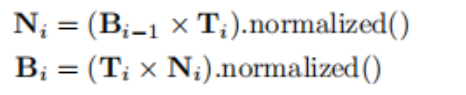 Nᵢ = (Bᵢ₋₁ × Tᵢ).normalized()
Bᵢ = (Tᵢ × Nᵢ).normalized()